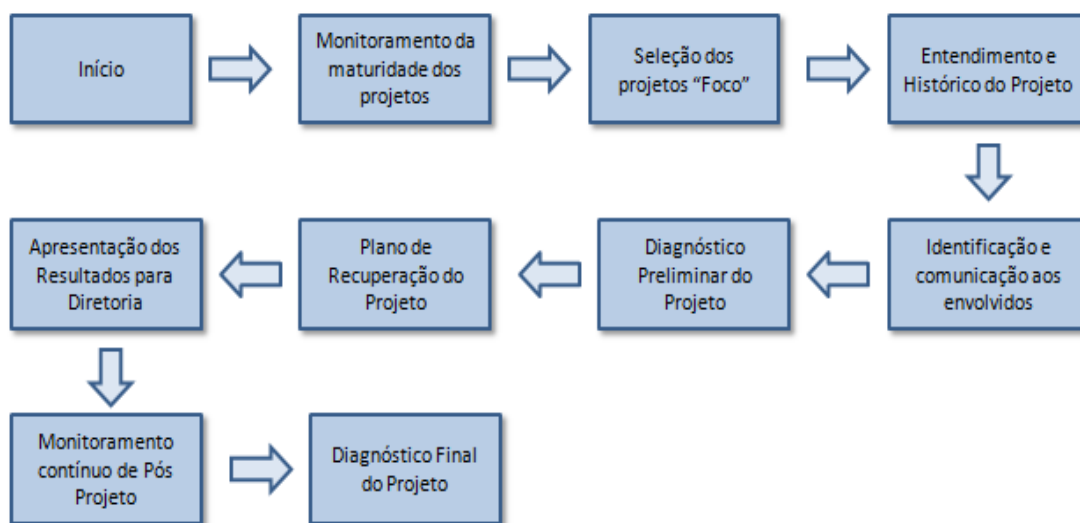 Início
Monitoramento da
maturidade dos
projetos
Seleção dos
projetos “Foco”
Entendimento e
Histórico do Projeto
Identificação e
comunicação aos
envolvidos
Diagnóstico
Preliminar do
Projeto
Plano de
Recuperação do
Projeto
Apresentação dos
Resultados para
Diretoria
Monitoramento
contínuo de Pós
Projeto
Diagnóstico Final
do Projeto